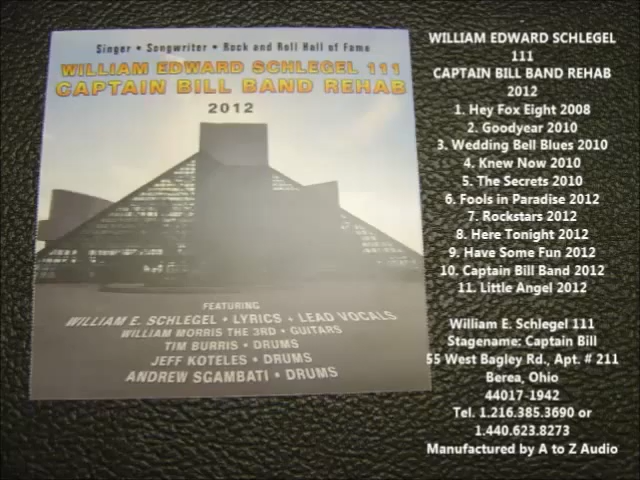 Singer • Songwriter • Rock and Roll Hall of Fame
WILLIAM EDWARD SCHLEGEL 111
CAPTAIN BILL BAND REHAB
2012
FEATURING
WILLIAM E. SCHLEGEL • LYRICS + LEAD VOCALS
WILLIAM MORRIS THE 3RD • GUITARS
TIM BURRIS • DRUMS
JEFF KOTELES • DRUMS
ANDREW SGAMBATI • DRUMS
WILLIAM EDWARD SCHLEGEL
111
CAPTAIN BILL BAND REHAB
2012
1. Hey Fox Eight 2008
2. Goodyear 2010
3. Wedding Bell Blues 2010
4. Knew Now 2010
5. The Secrets 2010
6. Fools in Paradise 2012
7. Rockstars 2012
8. Here Tonight 2012
9. Have Some Fun 2012
10. Captain Bill Band 2012
11. Little Angel 2012
William E. Schlegel 111
Stagename: Captain Bill
55 West Bagley Rd., Apt. # 211
Berea, Ohio
44017-1942
Tel. 1.216.385.3690 or
1.440.623.8273
Manufactured by A to Z Audio